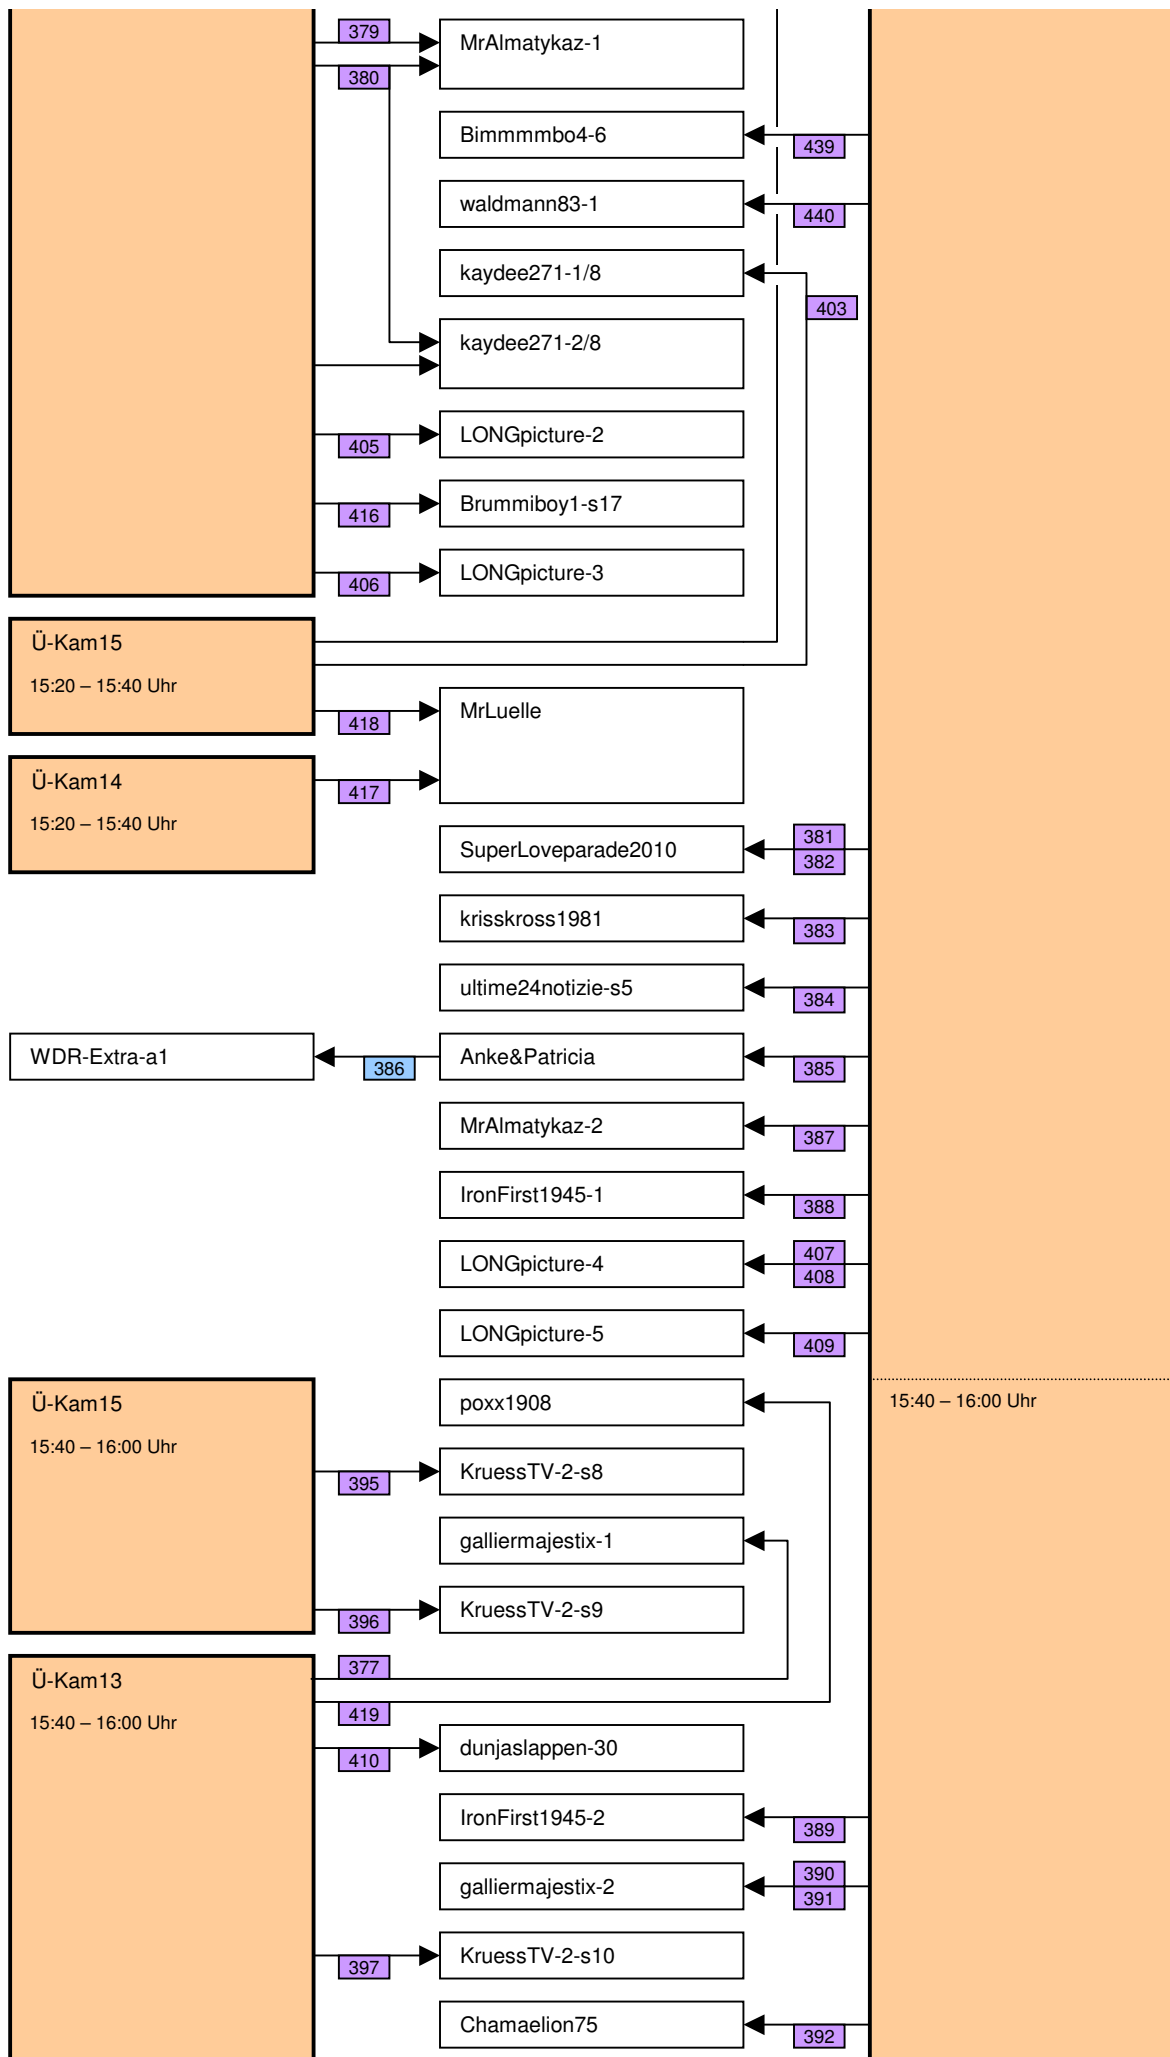 379
MrAlmatykaz-1
380
Bimmmmbo4-6
439
waldmann83-1
440
kaydee271-1/8
403
kaydee271-2/8
405
LONGpicture-2
416
Brummiboy1-s17
406
LONGpicture-3
Ü-Kam15
15:20 – 15:40 Uhr
418
MrLuelle
Ü-Kam14
15:20 – 15:40 Uhr
417
SuperLoveparade2010
381
382
krisskross1981
383
ultime24notizie-s5
384
WDR-Extra-a1
386
Anke&Patricia
385
MrAlmatykaz-2
387
IronFirst1945-1
388
LONGpicture-4
407
408
LONGpicture-5
409
Ü-Kam15
15:40 – 16:00 Uhr
poxx1908
15:40 – 16:00 Uhr
395
KruessTV-2-s8
galliermajestix-1
396
KruessTV-2-s9
Ü-Kam13
15:40 – 16:00 Uhr
377
419
410
dunjaslappen-30
IronFirst1945-2
389
galliermajestix-2
390
391
397
KruessTV-2-s10
Chamaelion75
392